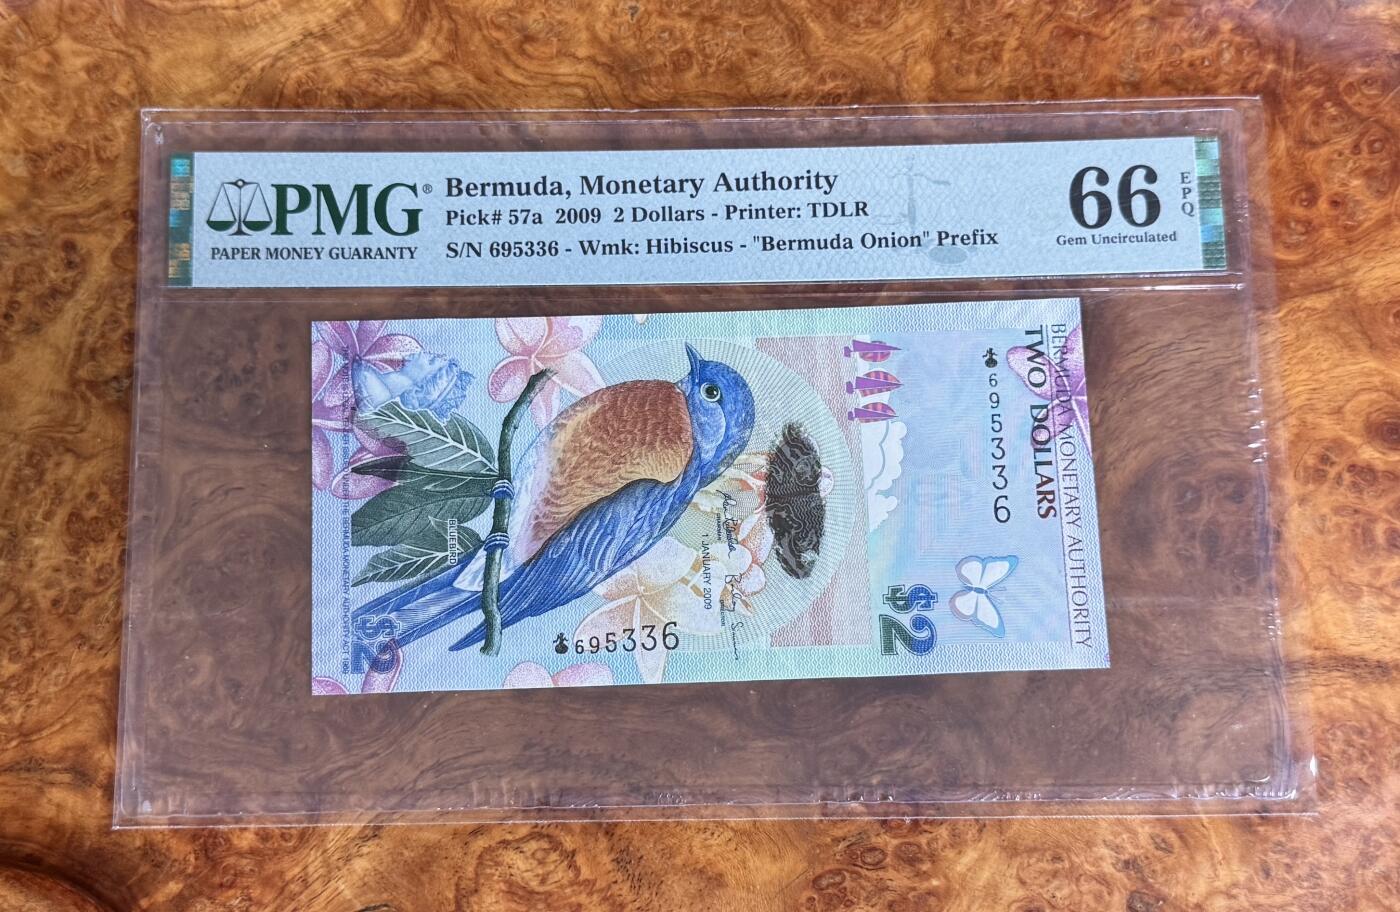 PMG®
PAPER MONEY GUARANTY
Bermuda, Monetary Authority
Pick# 57a 2009 2 Dollars - Printer: TDLR
S/N 695336 - Wmk: Hibiscus - "Bermuda Onion" Prefix
66
EPQ
Gem Uncirculated
BERMUDA MONETARY AUTHORITY
TWO DOLLARS
695336
$2
1 JANUARY 2009
BLUEBIRD
695336
$2